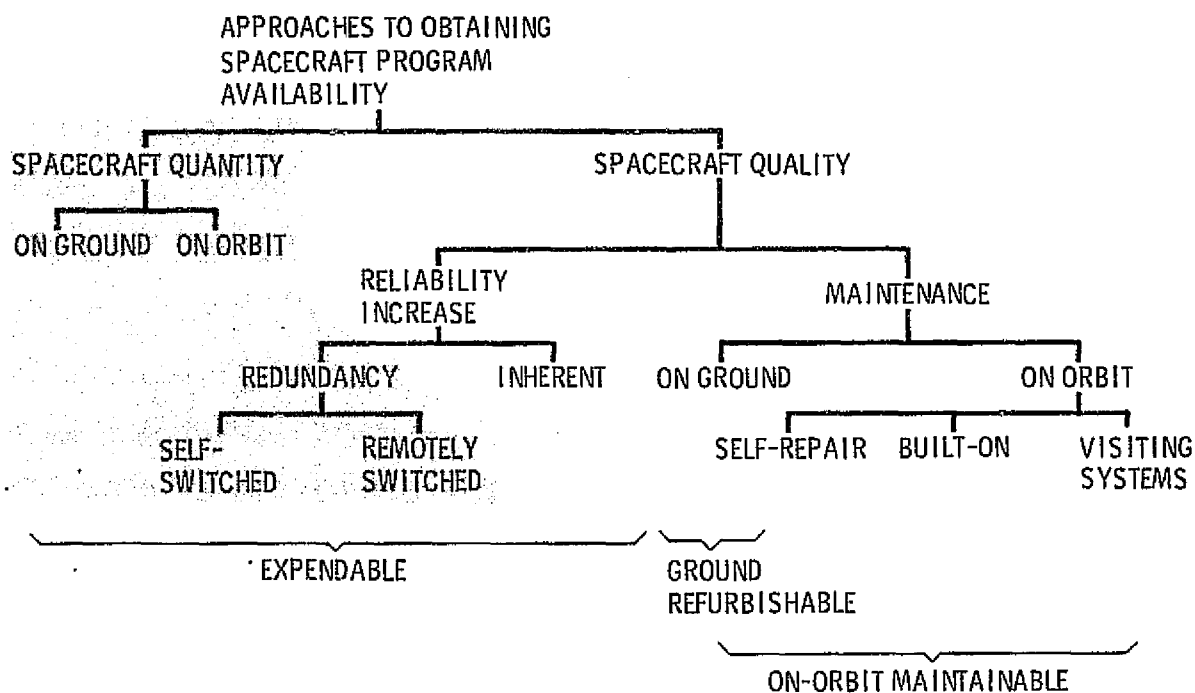 APPROACHES TO OBTAINING
SPACECRAFT PROGRAM
AVAILABILITY
SPACECRAFT QUANTITY
SPACECRAFT QUALITY
ON GROUND
ON ORBIT
RELIABILITY
INCREASE
MAINTENANCE
REDUNDANCY
INHERENT
ON GROUND
ON ORBIT
SELF-
SWITCHED
REMOTELY
SWITCHED
SELF-REPAIR
BUILT-ON
VISITING
SYSTEMS
EXPENDABLE
GROUND
REFURBISHABLE
ON-ORBIT MAINTAINABLE